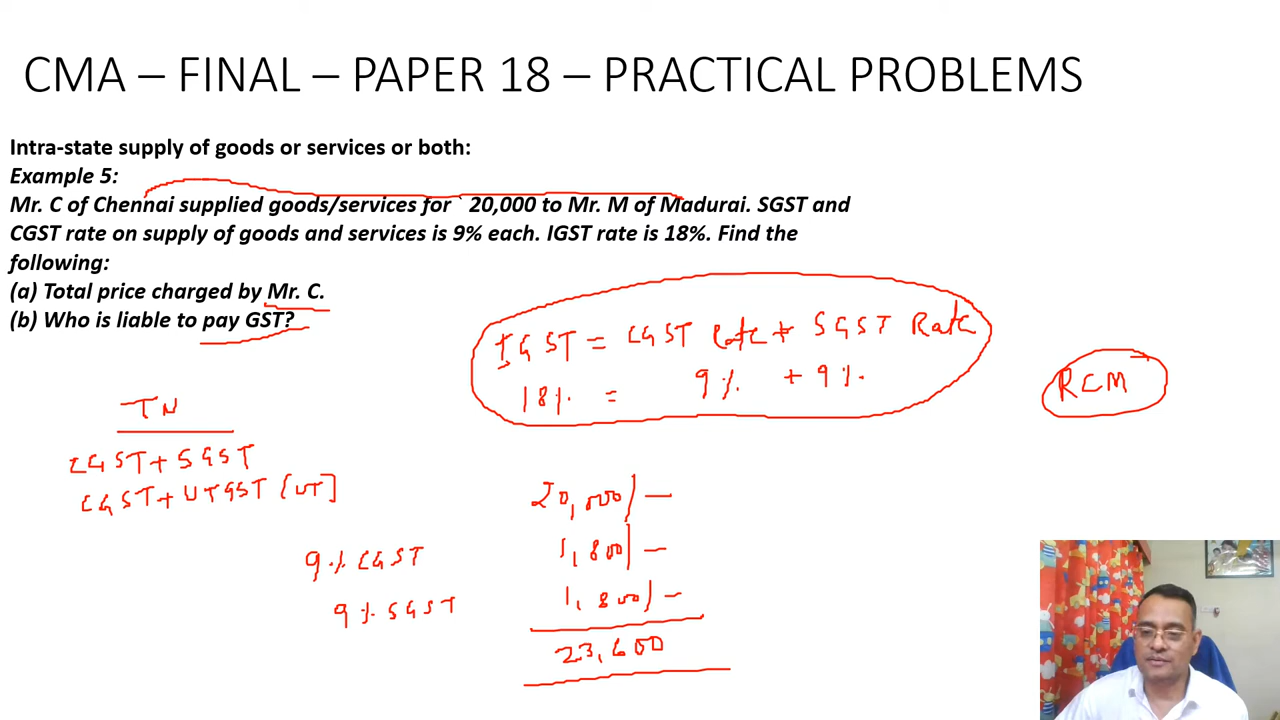 CMA – FINAL – PAPER 18 – PRACTICAL PROBLEMS
Intra-state supply of goods or services or both:
Example 5:
Mr. C of Chennai supplied goods/services for ` 20,000 to Mr. M of Madurai. SGST and
CGST rate on supply of goods and services is 9% each. IGST rate is 18%. Find the
following:
(a) Total price charged by Mr. C.
(b) Who is liable to pay GST?
IGST = CGST Rate + SGST Rate
18% = 9% + 9%
RCM
TN
CGST + SGST
CGST + UTGST [UT]
20,000/-
9% CGST 1,800/-
9% SGST 1,800/-
23,600